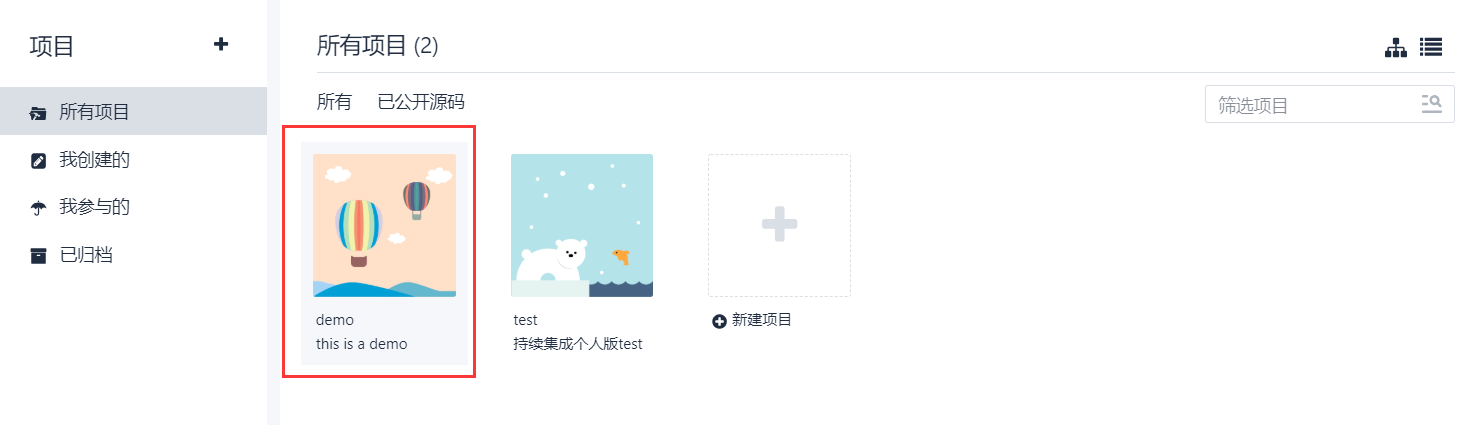 项目
所有项目
我创建的
我参与的
已归档
所有项目 (2)
所有 已公开源码
筛选项目
demo
this is a demo
test
持续集成个人版test
新建项目